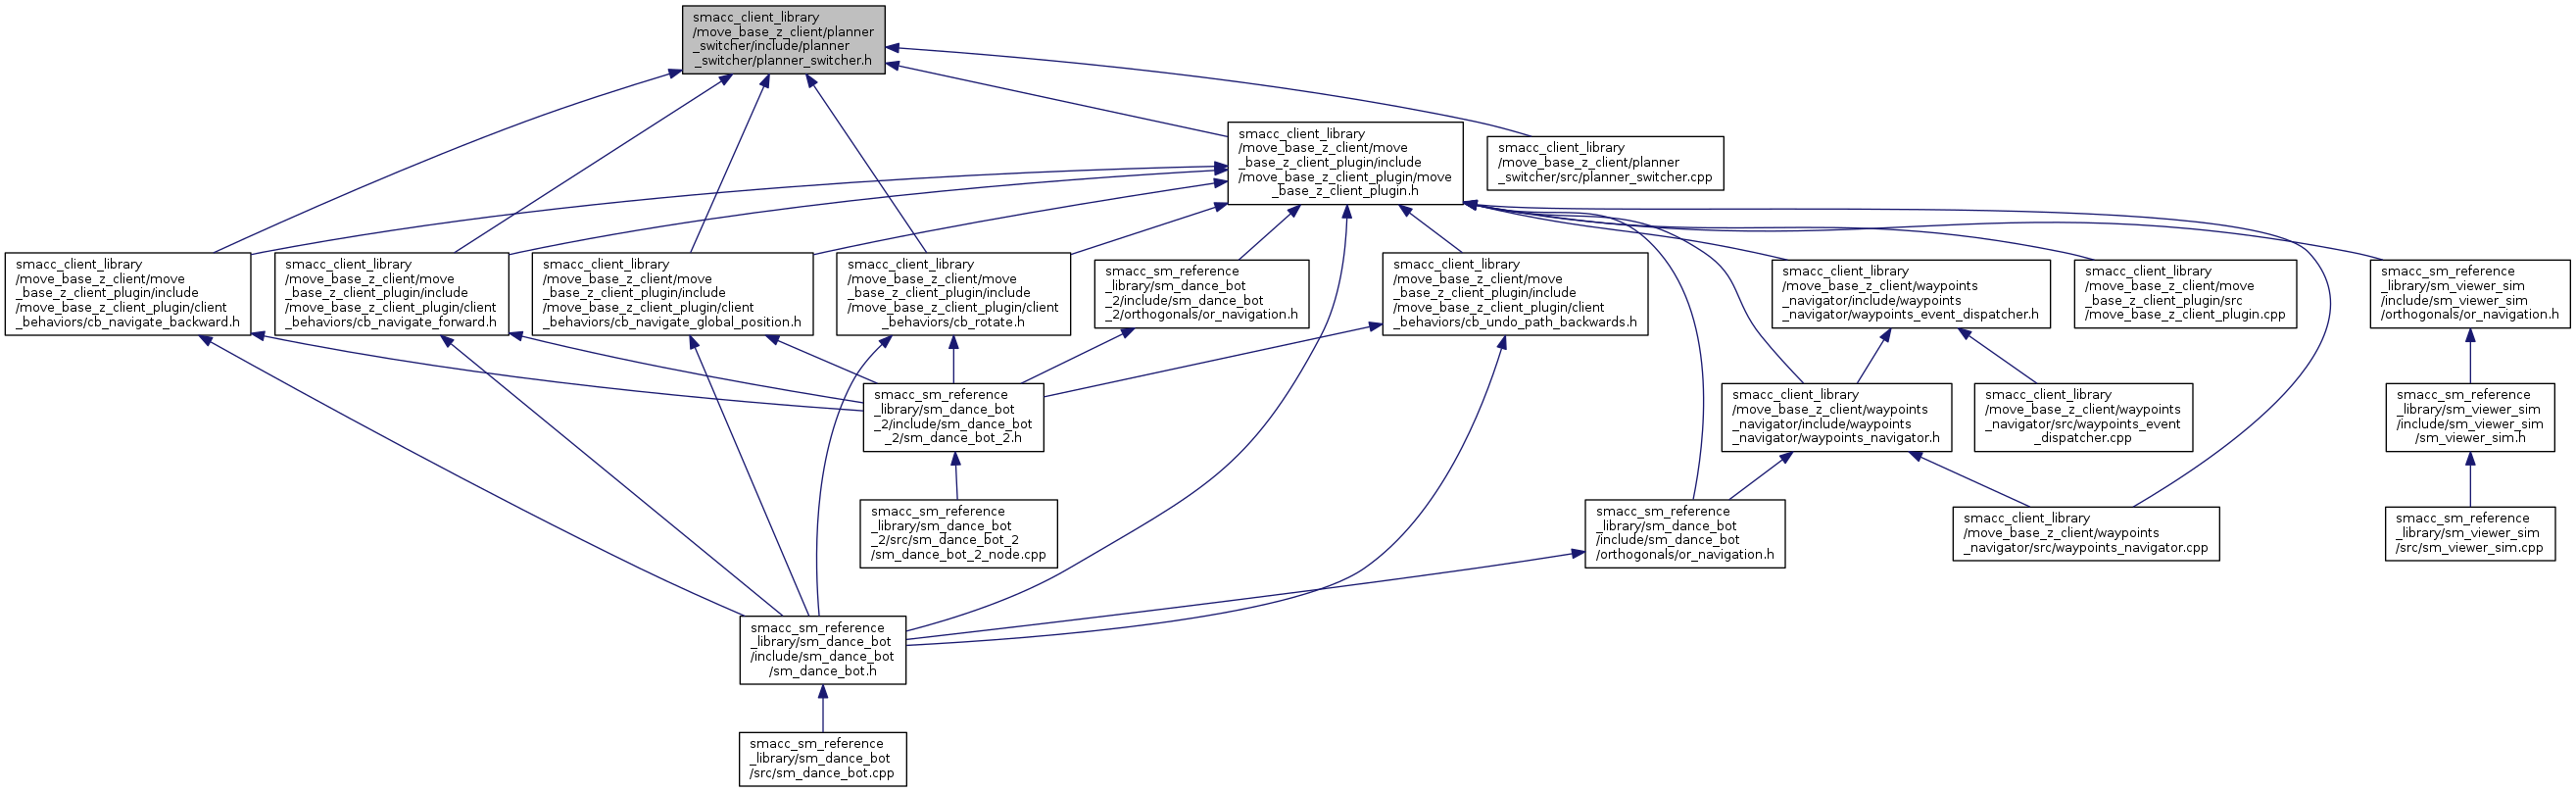 smacc_client_library
/move_base_z_client/planner
_switcher/include/planner
_switcher/planner_switcher.h
smacc_client_library
/move_base_z_client/move
_base_z_client_plugin/include
/move_base_z_client_plugin/move
_base_z_client_plugin.h
smacc_client_library
/move_base_z_client/planner
_switcher/src/planner_switcher.cpp
smacc_client_library
/move_base_z_client/move
_base_z_client_plugin/include
/move_base_z_client_plugin/client
_behaviors/cb_navigate_backward.h
smacc_client_library
/move_base_z_client/move
_base_z_client_plugin/include
/move_base_z_client_plugin/client
_behaviors/cb_navigate_forward.h
smacc_client_library
/move_base_z_client/move
_base_z_client_plugin/include
/move_base_z_client_plugin/client
_behaviors/cb_navigate_global_position.h
smacc_client_library
/move_base_z_client/move
_base_z_client_plugin/include
/move_base_z_client_plugin/client
_behaviors/cb_rotate.h
smacc_sm_reference
_library/sm_dance_bot
_2/include/sm_dance_bot
_2/orthogonals/or_navigation.h
smacc_client_library
/move_base_z_client/move
_base_z_client_plugin/include
/move_base_z_client_plugin/client
_behaviors/cb_undo_path_backwards.h
smacc_client_library
/move_base_z_client/waypoints
_navigator/include/waypoints
_navigator/waypoints_event_dispatcher.h
smacc_client_library
/move_base_z_client/move
_base_z_client_plugin/src
/move_base_z_client_plugin.cpp
smacc_sm_reference
_library/sm_viewer_sim
/include/sm_viewer_sim
/orthogonals/or_navigation.h
smacc_sm_reference
_library/sm_dance_bot
_2/include/sm_dance_bot
_2/sm_dance_bot_2.h
smacc_client_library
/move_base_z_client/waypoints
_navigator/include/waypoints
_navigator/waypoints_navigator.h
smacc_client_library
/move_base_z_client/waypoints
_navigator/src/waypoints_event
_dispatcher.cpp
smacc_sm_reference
_library/sm_viewer_sim
/include/sm_viewer_sim
/sm_viewer_sim.h
smacc_sm_reference
_library/sm_dance_bot
_2/src/sm_dance_bot_2
/sm_dance_bot_2_node.cpp
smacc_sm_reference
_library/sm_dance_bot
/include/sm_dance_bot
/orthogonals/or_navigation.h
smacc_client_library
/move_base_z_client/waypoints
_navigator/src/waypoints_navigator.cpp
smacc_sm_reference
_library/sm_viewer_sim
/src/sm_viewer_sim.cpp
smacc_sm_reference
_library/sm_dance_bot
/include/sm_dance_bot
/sm_dance_bot.h
smacc_sm_reference
_library/sm_dance_bot
/src/sm_dance_bot.cpp